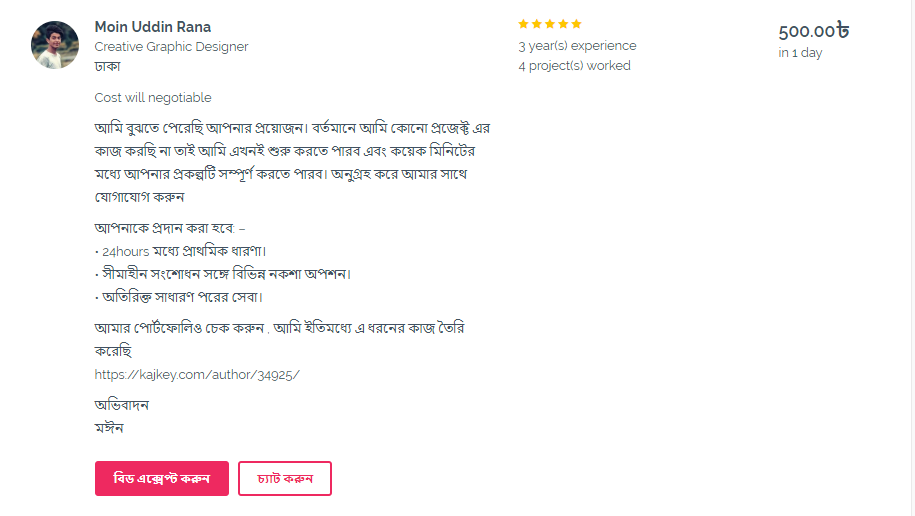 Moin Uddin Rana
Creative Graphic Designer
ঢাকা
3 year(s) experience
4 project(s) worked
500.00৳
in 1 day
Cost will negotiable
আমি বুঝতে পেরেছি আপনার প্রয়োজন। বর্তমানে আমি কোনো প্রজেক্ট এর
কাজ করছি না তাই আমি এখনই শুরু করতে পারব এবং কয়েক মিনিটের
মধ্যে আপনার প্রকল্পটি সম্পূর্ণ করতে পারব। অনুগ্রহ করে আমার সাথে
যোগাযোগ করুন
আপনাকে প্রদান করা হবে: –
• 24hours মধ্যে প্রাথমিক ধারণা।
• সীমাহীন সংশোধন সঙ্গে বিভিন্ন নকশা অপশন।
• অতিরিক্ত সাধারণ পরের সেবা।
আমার পোর্টফোলিও চেক করুন , আমি ইতিমধ্যে এ ধরনের কাজ তৈরি
করেছি
https://kajkey.com/author/34925/
অভিবাদন
মঈন
বিড এক্সেপ্ট করুন
চ্যাট করুন